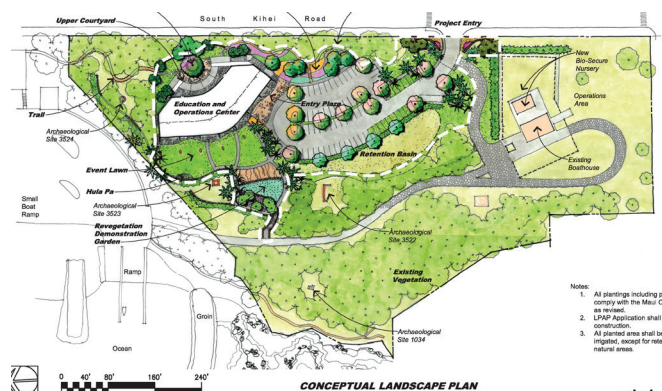 South Kihei Road
Upper Courtyard
Project Entry
New
Bio-Secure
Nursery
Operations
Area
Education and
Operations Center
Entry Plaza
Trail
Archaeological
Site 3524
Retention Basin
Existing
Boathouse
Event Lawn
Hula Pa
Small
Boat
Ramp
Archaeological
Site 3523
Revegetation
Demonstration
Garden
Archaeological
Site 3522
Ramp
Existing
Vegetation
Groin
Ocean
Archaeological
Site 1034
Notes:
1. All plantings including
comply with the Maui
as revised.
2. LPAP Application shall
construction.
3. All planted area shall
irrigated, except for
natural areas.
0 40' 80' 160' 240'
CONCEPTUAL LANDSCAPE PLAN